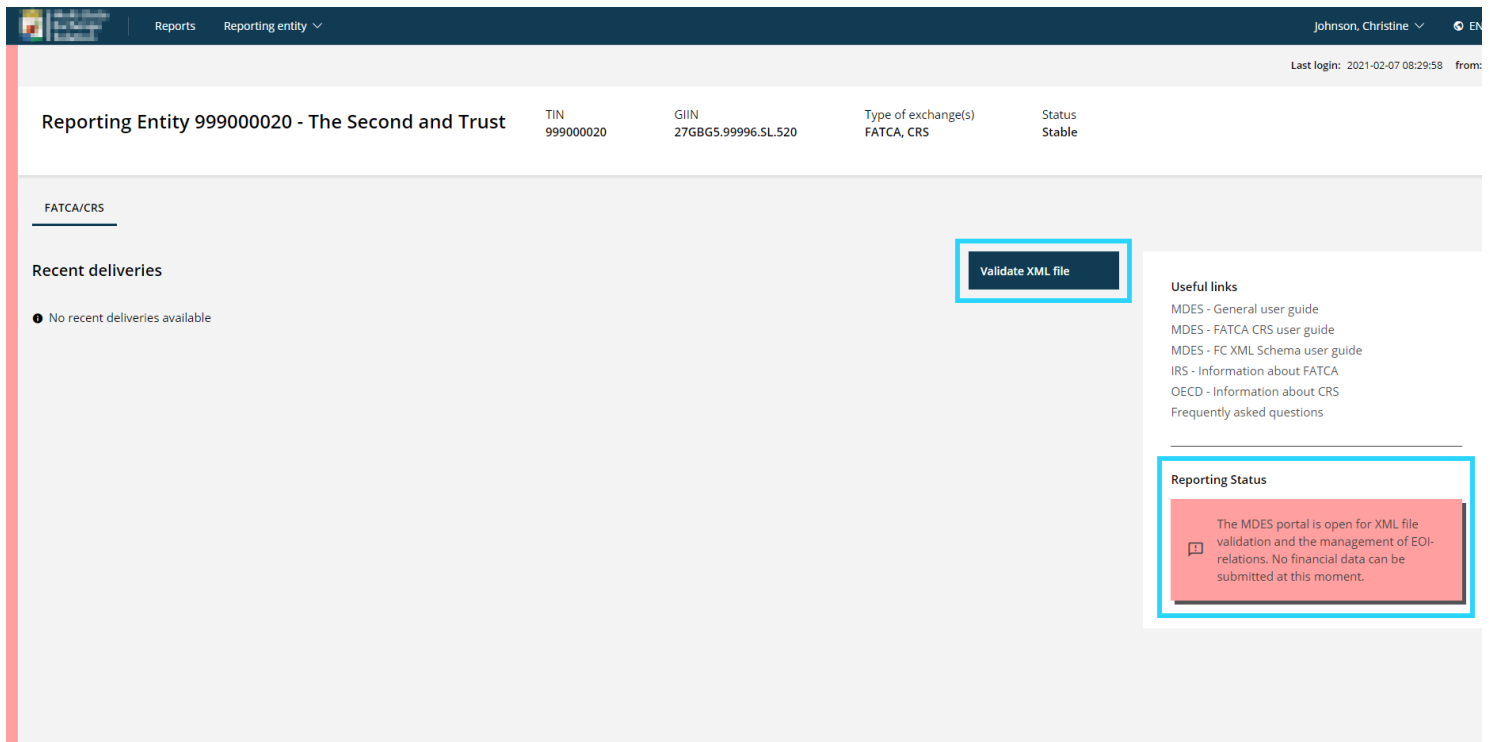 Reports
Reporting entity
Johnson, Christine
EN
Last login: 2021-02-07 08:29:58 from:
Reporting Entity 999000020 - The Second and Trust
TIN
999000020
GIIN
27GBG5.99996.SL.520
Type of exchange(s)
FATCA, CRS
Status
Stable
FATCA/CRS
Recent deliveries
No recent deliveries available
Validate XML file
Useful links
MDES - General user guide
MDES - FATCA CRS user guide
MDES - FC XML Schema user guide
IRS - Information about FATCA
OECD - Information about CRS
Frequently asked questions
Reporting Status
The MDES portal is open for XML file
validation and the management of EOI-
relations. No financial data can be
submitted at this moment.